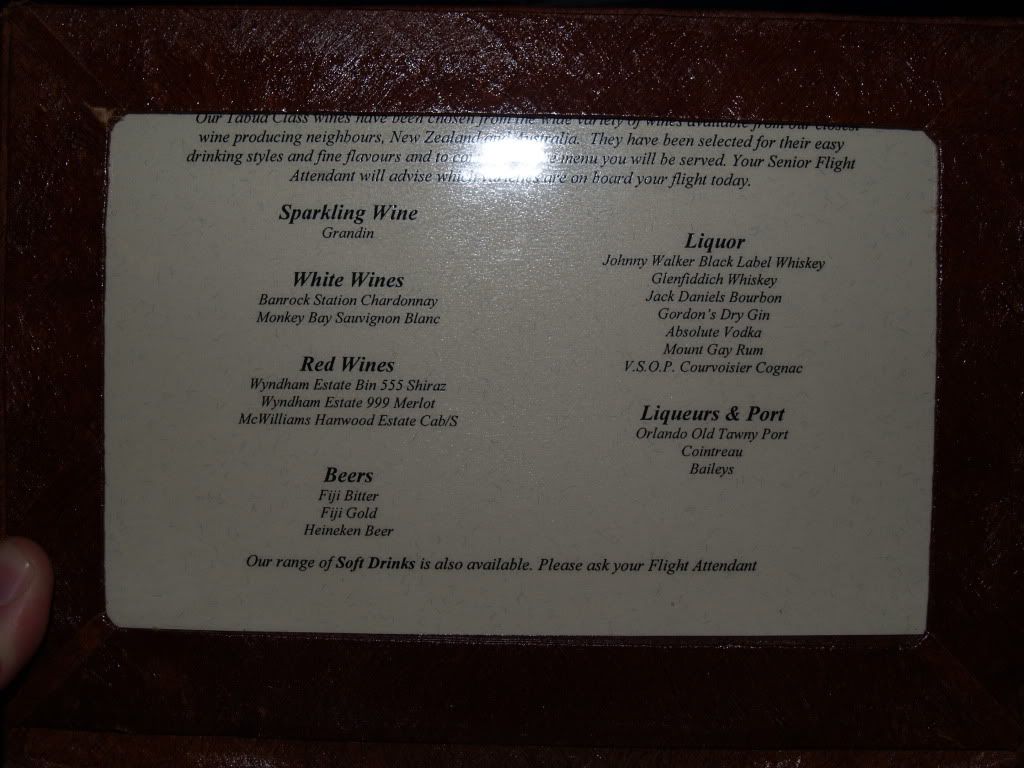 Our Tabua Class wines have been chosen from the wide variety of wines available from our closest
wine producing neighbours, New Zealand and Australia. They have been selected for their easy
drinking styles and fine flavours and to menu you will be served. Your Senior Flight
Attendant will advise which varieties are on board your flight today.
Sparkling Wine
Grandin
White Wines
Banrock Station Chardonnay
Monkey Bay Sauvignon Blanc
Red Wines
Wyndham Estate Bin 555 Shiraz
Wyndham Estate 999 Merlot
McWilliams Hanwood Estate Cab/S
Beers
Fiji Bitter
Fiji Gold
Heineken Beer
Liquor
Johnny Walker Black Label Whiskey
Glenfiddich Whiskey
Jack Daniels Bourbon
Gordon's Dry Gin
Absolute Vodka
Mount Gay Rum
V.S.O.P. Courvoisier Cognac
Liqueurs & Port
Orlando Old Tawny Port
Cointreau
Baileys
Our range of Soft Drinks is also available. Please ask your Flight Attendant